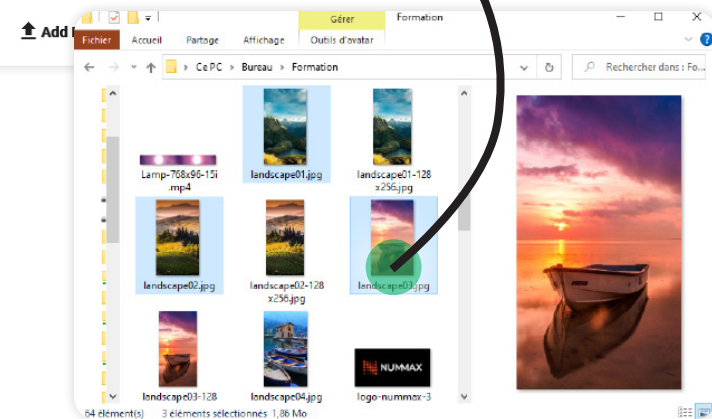 Add
Gérer
Formation
Fichier
Accueil
Partage
Affichage
Outils d'avatar
Ce PC > Bureau > Formation
Rechercher dans : Fo...
Lamp-768x96-15i
.mp4
landscape01.jpg
landscape01-128
x256.jpg
landscape02.jpg
landscape02-128
x256.jpg
landscape03.jpg
landscape03-128
landscape04.jpg
NUMMAX
logo-nummax-3
64 élément(s)
3 éléments sélectionnés 1,86 Mo